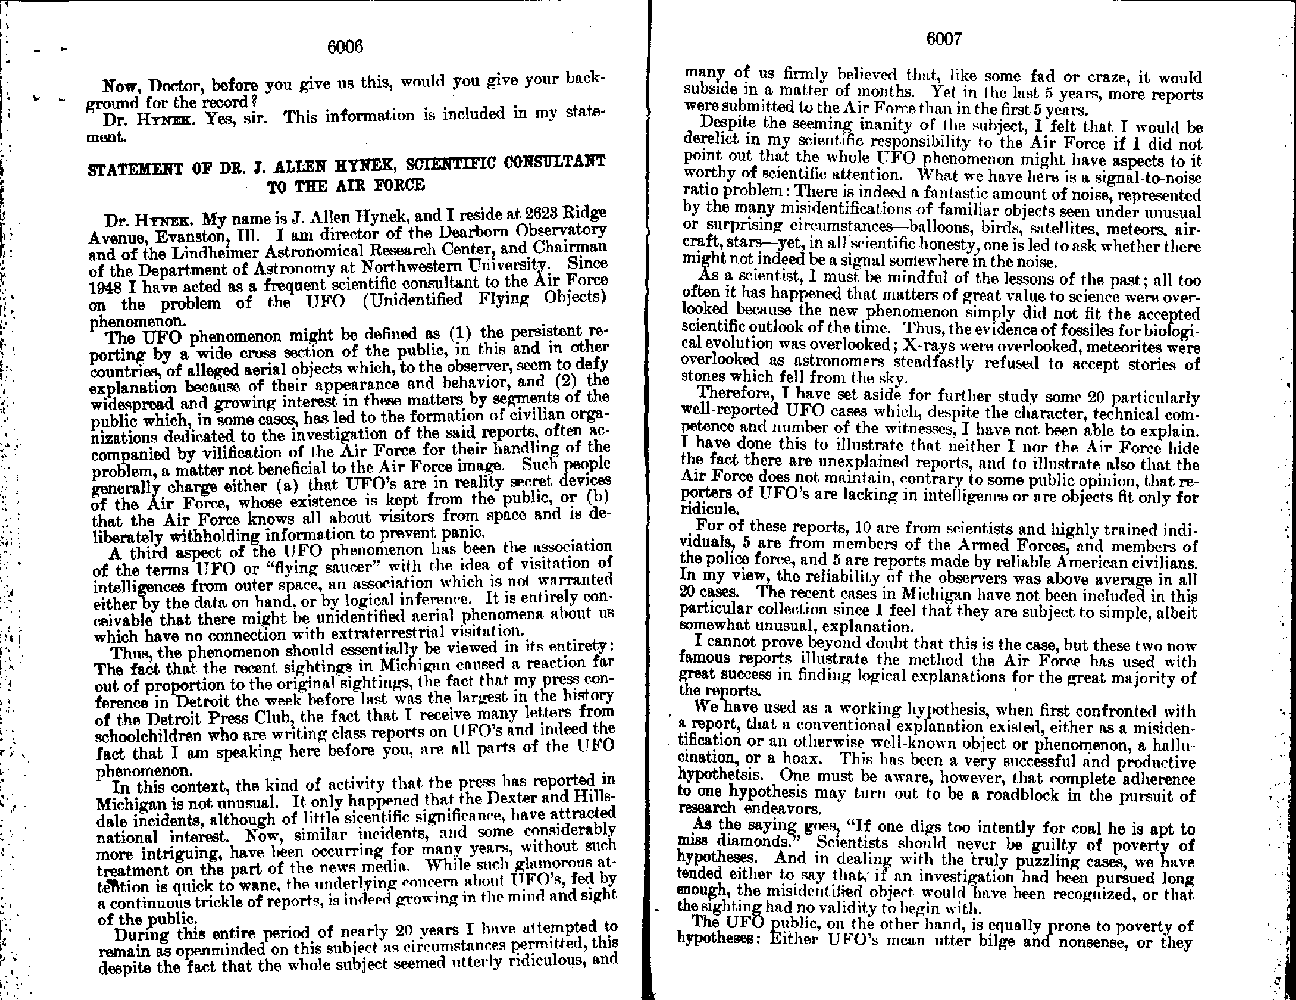 6006
Now, Doctor, before you give us this, would you give your back-
ground for the record?
Dr. HYNEK. Yes, sir. This information is included in my state-
ment.
STATEMENT OF DR. J. ALLEN HYNEK, SCIENTIFIC CONSULTANT
TO THE AIR FORCE
Dr. HYNEK. My name is J. Allen Hynek, and I reside at 2623 Ridge
Avenue, Evanston, Ill. I am director of the Dearborn Observatory
and of the Lindheimer Astronomical Research Center, and Chairman
of the Department of Astronomy at Northwestern University. Since
1948 I have acted as a frequent scientific consultant to the Air Force
on the problem of the UFO (Unidentified Flying Objects)
phenomenon.
The UFO phenomenon might be defined as (1) the persistent re-
porting by a wide cross section of the public, in this and in other
countries, of alleged aerial objects which, to the observer, seem to defy
explanation because of their appearance and behavior, and (2) the
widespread and growing interest in these matters by segments of the
public which, in some cases, has led to the formation of civilian orga-
nizations dedicated to the investigation of the said reports, often ac-
companied by vilification of the Air Force for their handling of the
problem, a matter not beneficial to the Air Force image. Such people
generally charge either (a) that UFO's are in reality secret devices
of the Air Force, whose existence is kept from the public, or (b)
that the Air Force knows all about visitors from space and is de-
liberately withholding information to prevent panic.
A third aspect of the UFO phenomenon has been the association
of the terms UFO or "flying saucer" with the idea of visitation of
intelligences from outer space, an association which is not warranted
either by the data on hand, or by logical inference. It is entirely con-
ceivable that there might be unidentified aerial phenomena about us
which have no connection with extraterrestrial visitation.
Thus, the phenomenon should essentially be viewed in its entirety:
The fact that the recent sightings in Michigan caused a reaction far
out of proportion to the original sightings, the fact that my press con-
ference in Detroit the week before last was the largest in the history
of the Detroit Press Club, the fact that I receive many letters from
schoolchildren who are writing class reports on UFO's and indeed the
fact that I am speaking here before you, are all parts of the UFO
phenomenon.
In this context, the kind of activity that the press has reported in
Michigan is not unusual. It only happened that the Dexter and Hills-
dale incidents, although of little sicentific significance, have attracted
national interest. Now, similar incidents, and some considerably
more intriguing, have been occurring for many years, without such
treatment on the part of the news media. While such glamorous at-
tention is quick to wane, the underlying concern about UFO's, fed by
a continuous trickle of reports, is indeed growing in the mind and sight
of the public.
During this entire period of nearly 20 years I have attempted to
remain as openminded on this subject as circumstances permitted, this
despite the fact that the whole subject seemed utterly ridiculous, and
6007
many of us firmly believed that, like some fad or craze, it would
subside in a matter of months. Yet in the last 5 years, more reports
were submitted to the Air Force than in the first 5 years.
Despite the seeming inanity of the subject, I felt that I would be
derelict in my scientific responsibility to the Air Force if I did not
point out that the whole UFO phenomenon might have aspects to it
worthy of scientific attention. What we have here is a signal-to-noise
ratio problem: There is indeed a fantastic amount of noise, represented
by the many misidentifications of familiar objects seen under unusual
or surprising circumstances—balloons, birds, satellites, meteors, air-
craft, stars—yet, in all scientific honesty, one is led to ask whether there
might not indeed be a signal somewhere in the noise.
As a scientist, I must be mindful of the lessons of the past; all too
often it has happened that matters of great value to science were over-
looked because the new phenomenon simply did not fit the accepted
scientific outlook of the time. Thus, the evidence of fossiles for biologi-
cal evolution was overlooked; X-rays were overlooked, meteorites were
overlooked as astronomers steadfastly refused to accept stories of
stones which fell from the sky.
Therefore, I have set aside for further study some 20 particularly
well-reported UFO cases which, despite the character, technical com-
petence and number of the witnesses, I have not been able to explain.
I have done this to illustrate that neither I nor the Air Force hide
the fact there are unexplained reports, and to illustrate also that the
Air Force does not maintain, contrary to some public opinion, that re-
porters of UFO's are lacking in intelligence or are objects fit only for
ridicule.
For of these reports, 10 are from scientists and highly trained indi-
viduals, 5 are from members of the Armed Forces, and members of
the police force, and 5 are reports made by reliable American civilians.
In my view, the reliability of the observers was above average in all
20 cases. The recent cases in Michigan have not been included in this
particular collection since I feel that they are subject to simple, albeit
somewhat unusual, explanation.
I cannot prove beyond doubt that this is the case, but these two now
famous reports illustrate the method the Air Force has used with
great success in finding logical explanations for the great majority of
the reports.
We have used as a working hypothesis, when first confronted with
a report, that a conventional explanation existed, either as a misiden-
tification or an otherwise well-known object or phenomenon, a hallu-
cination, or a hoax. This has been a very successful and productive
hypothetsis. One must be aware, however, that complete adherence
to one hypothesis may turn out to be a roadblock in the pursuit of
research endeavors.
As the saying goes, "If one digs too intently for coal he is apt to
miss diamonds." Scientists should never be guilty of poverty of
hypotheses. And in dealing with the truly puzzling cases, we have
tended either to say that, if an investigation had been pursued long
enough, the misidentified object would have been recognized, or that
the sighting had no validity to begin with.
The UFO public, on the other hand, is equally prone to poverty of
hypotheses: Either UFO's mean utter bilge and nonsense, or they